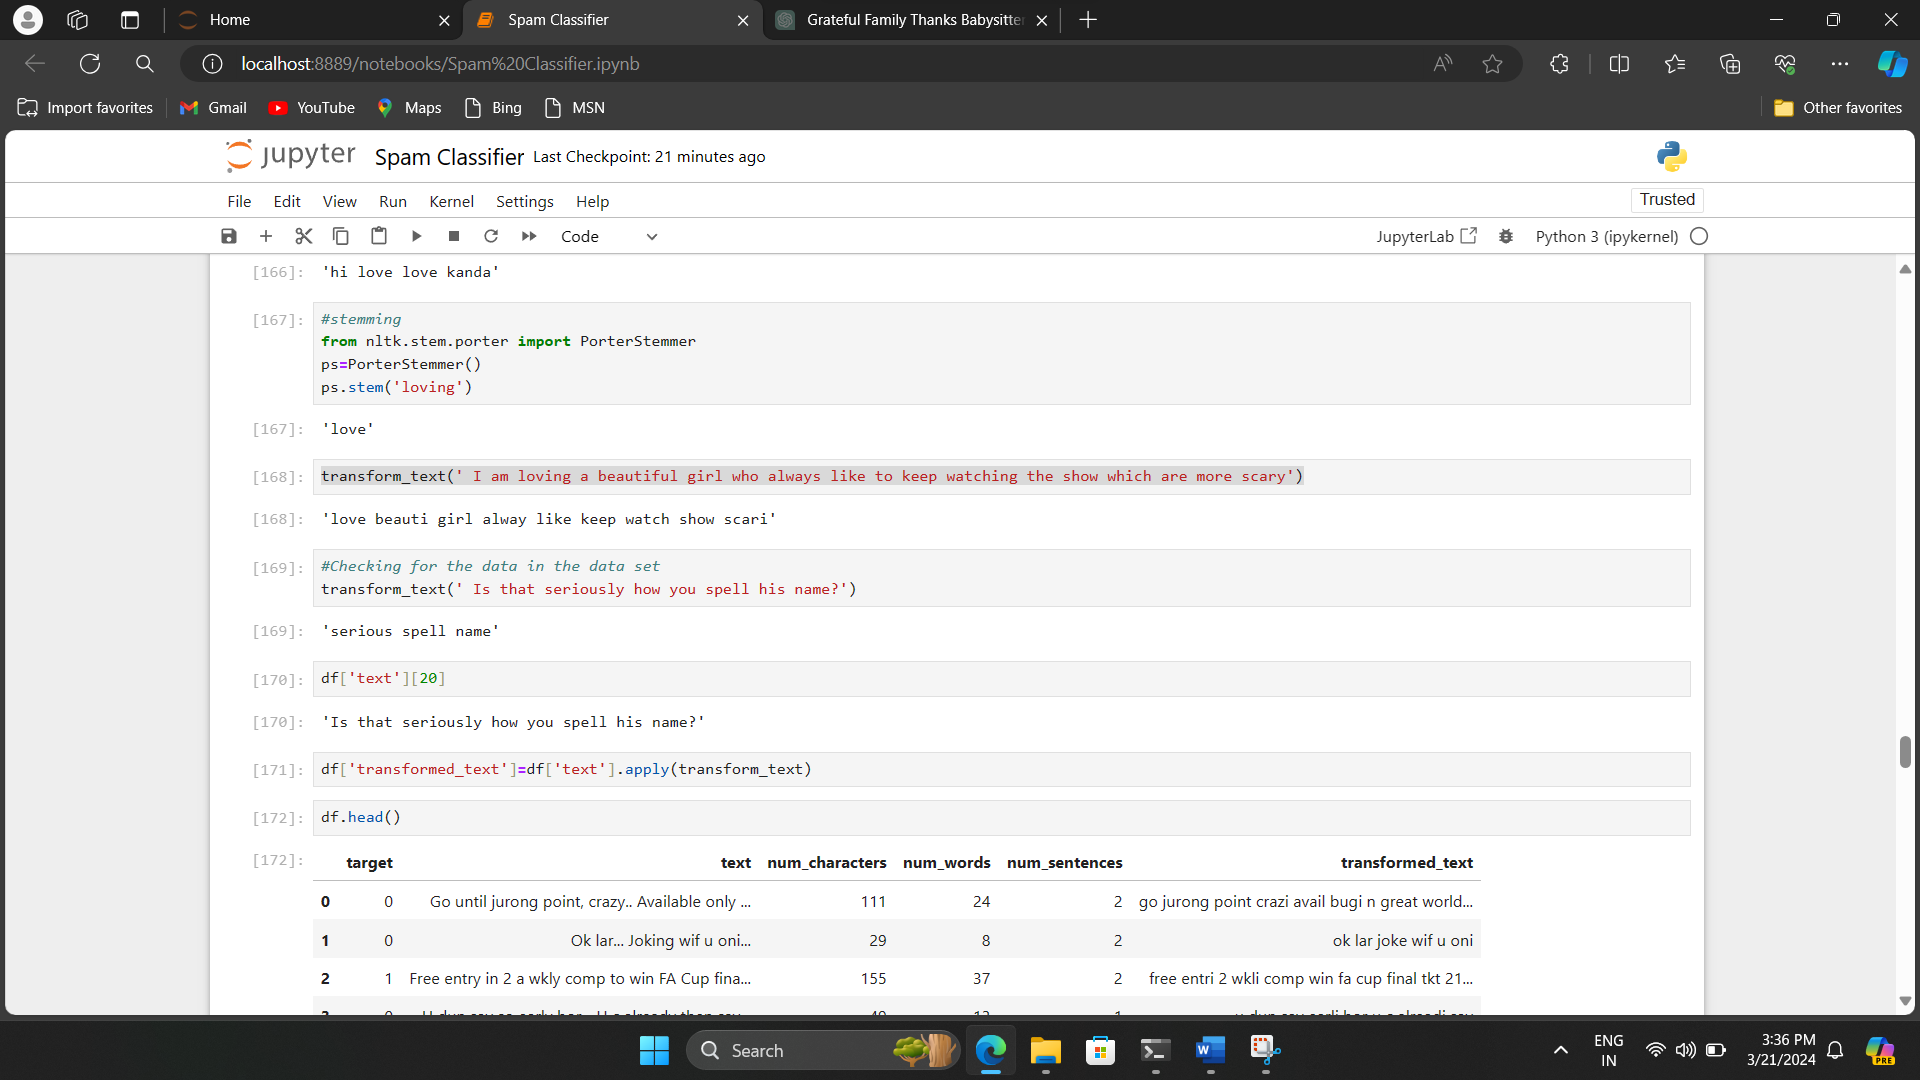 Home
Spam Classifier
Grateful Family Thanks Babysitter
localhost:8889/notebooks/Spam%20Classifier.ipynb
Import favorites Gmail YouTube Maps Bing MSN Other favorites
jupyter Spam Classifier Last Checkpoint: 21 minutes ago
File Edit View Run Kernel Settings Help Trusted
Code JupyterLab Python 3 (ipykernel)
[166]: 'hi love love kanda'
[167]: #stemming
from nltk.stem.porter import PorterStemmer
ps=PorterStemmer()
ps.stem('loving')
[167]: 'love'
[168]: transform_text(' I am loving a beautiful girl who always like to keep watching the show which are more scary')
[168]: 'love beauti girl alway like keep watch show scari'
[169]: #Checking for the data in the data set
transform_text(' Is that seriously how you spell his name?')
[169]: 'serious spell name'
[170]: df['text'][20]
[170]: 'Is that seriously how you spell his name?'
[171]: df['transformed_text']=df['text'].apply(transform_text)
[172]: df.head()
[172]: target text num_characters num_words num_sentences transformed_text
0 0 Go until jurong point, crazy.. Available only ... 111 24 2 go jurong point crazi avail bugi n great world...
1 0 Ok lar... Joking wif u oni... 29 8 2 ok lar joke wif u oni
2 1 Free entry in 2 a wkly comp to win FA Cup fina... 155 37 2 free entri 2 wkli comp win fa cup final tkt 21...
Search
ENG
IN
3:36 PM
3/21/2024
PRE